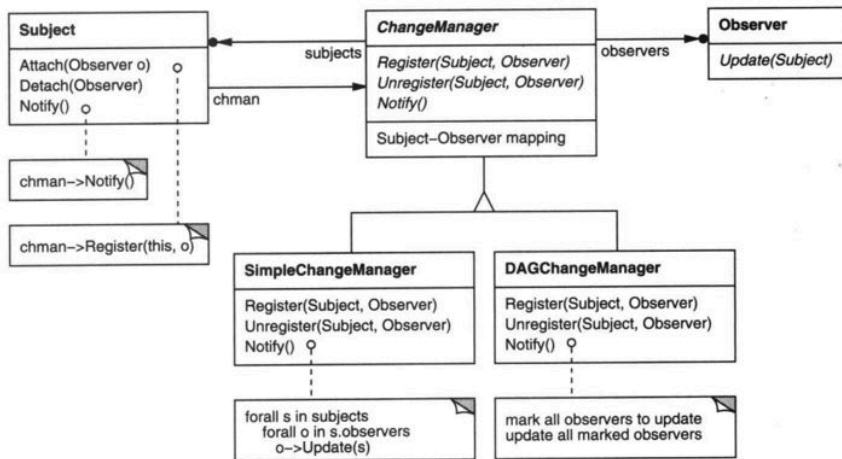 Subject
Attach(Observer o)
Detach(Observer)
Notify()
chman->Notify()
chman->Register(this, o)
subjects
chman
ChangeManager
Register(Subject, Observer)
Unregister(Subject, Observer)
Notify()
Subject-Observer mapping
observers
Observer
Update(Subject)
SimpleChangeManager
Register(Subject, Observer)
Unregister(Subject, Observer)
Notify()
forall s in subjects
forall o in s.observers
o->Update(s)
DAGChangeManager
Register(Subject, Observer)
Unregister(Subject, Observer)
Notify()
mark all observers to update
update all marked observers